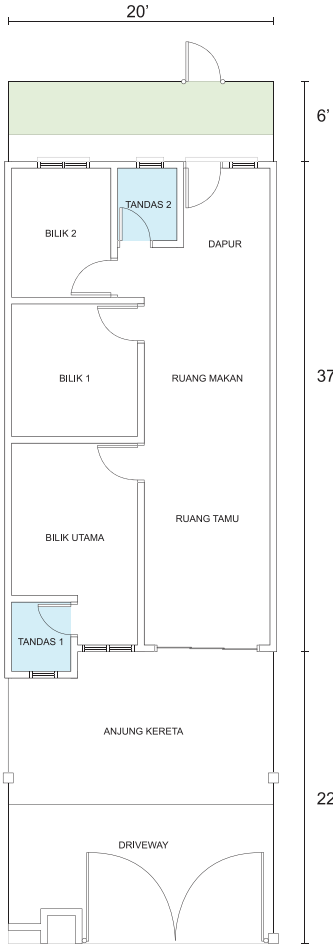 20'
6'
TANDAS 2
BILIK 2
DAPUR
BILIK 1
RUANG MAKAN
37
RUANG TAMU
BILIK UTAMA
TANDAS 1
ANJUNG KERETA
22
DRIVEWAY